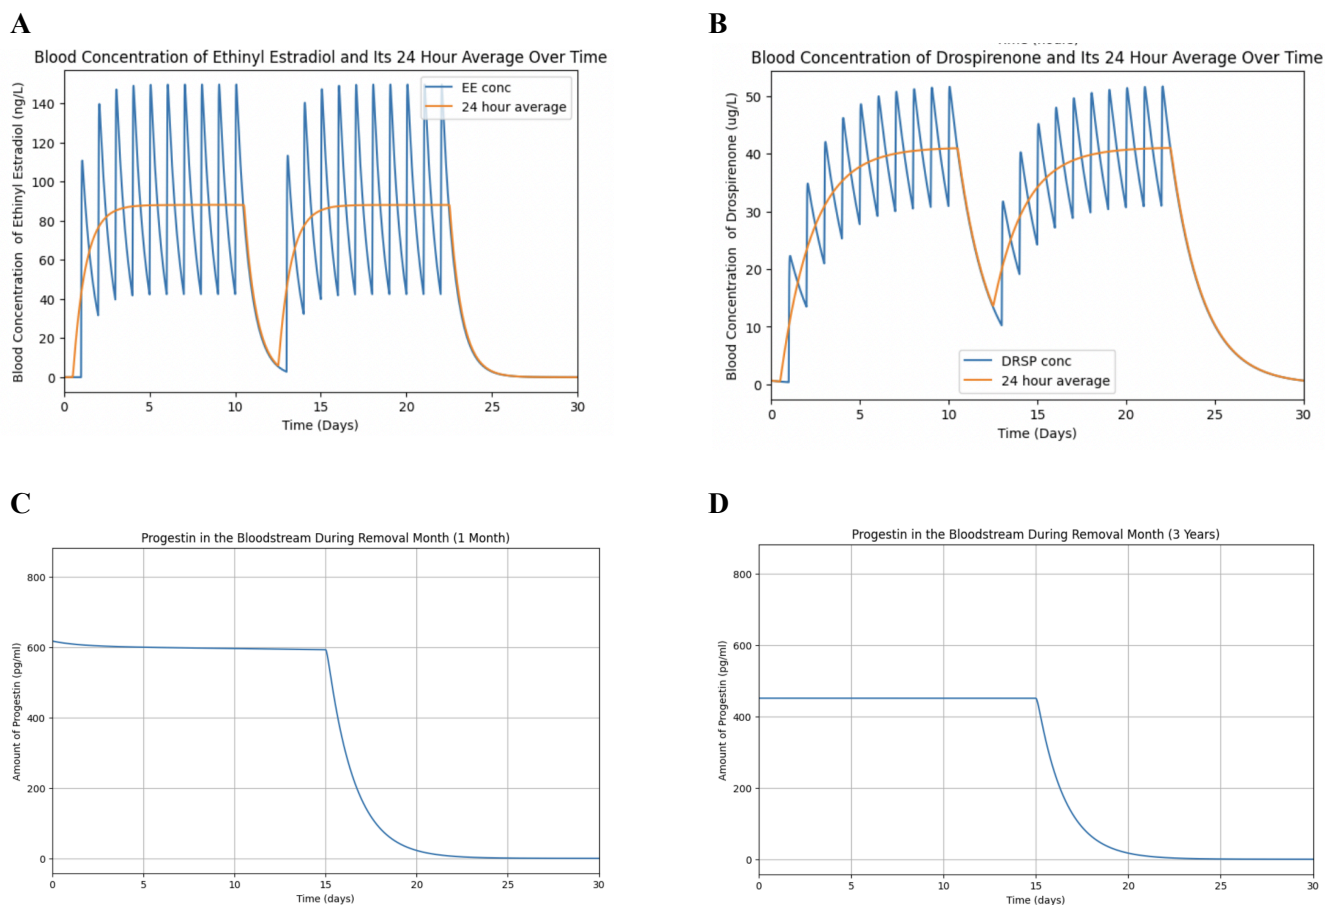 A
Blood Concentration of Ethinyl Estradiol and Its 24 Hour Average Over Time
Blood Concentration of Ethinyl Estradiol (ng/L)
140
120
100
80
60
40
20
0
EE conc
24 hour average
0 5 10 15 20 25 30
Time (Days)
B
Blood Concentration of Drospirenone and Its 24 Hour Average Over Time
Blood Concentration of Drospirenone (ug/L)
50
40
30
20
10
0
DRSP conc
24 hour average
0 5 10 15 20 25 30
Time (Days)
C
Progestin in the Bloodstream During Removal Month (1 Month)
Amount of Progestin (pg/ml)
800
600
400
200
0
0 5 10 15 20 25 30
Time (days)
D
Progestin in the Bloodstream During Removal Month (3 Years)
Amount of Progestin (pg/ml)
800
600
400
200
0
0 5 10 15 20 25 30
Time (days)